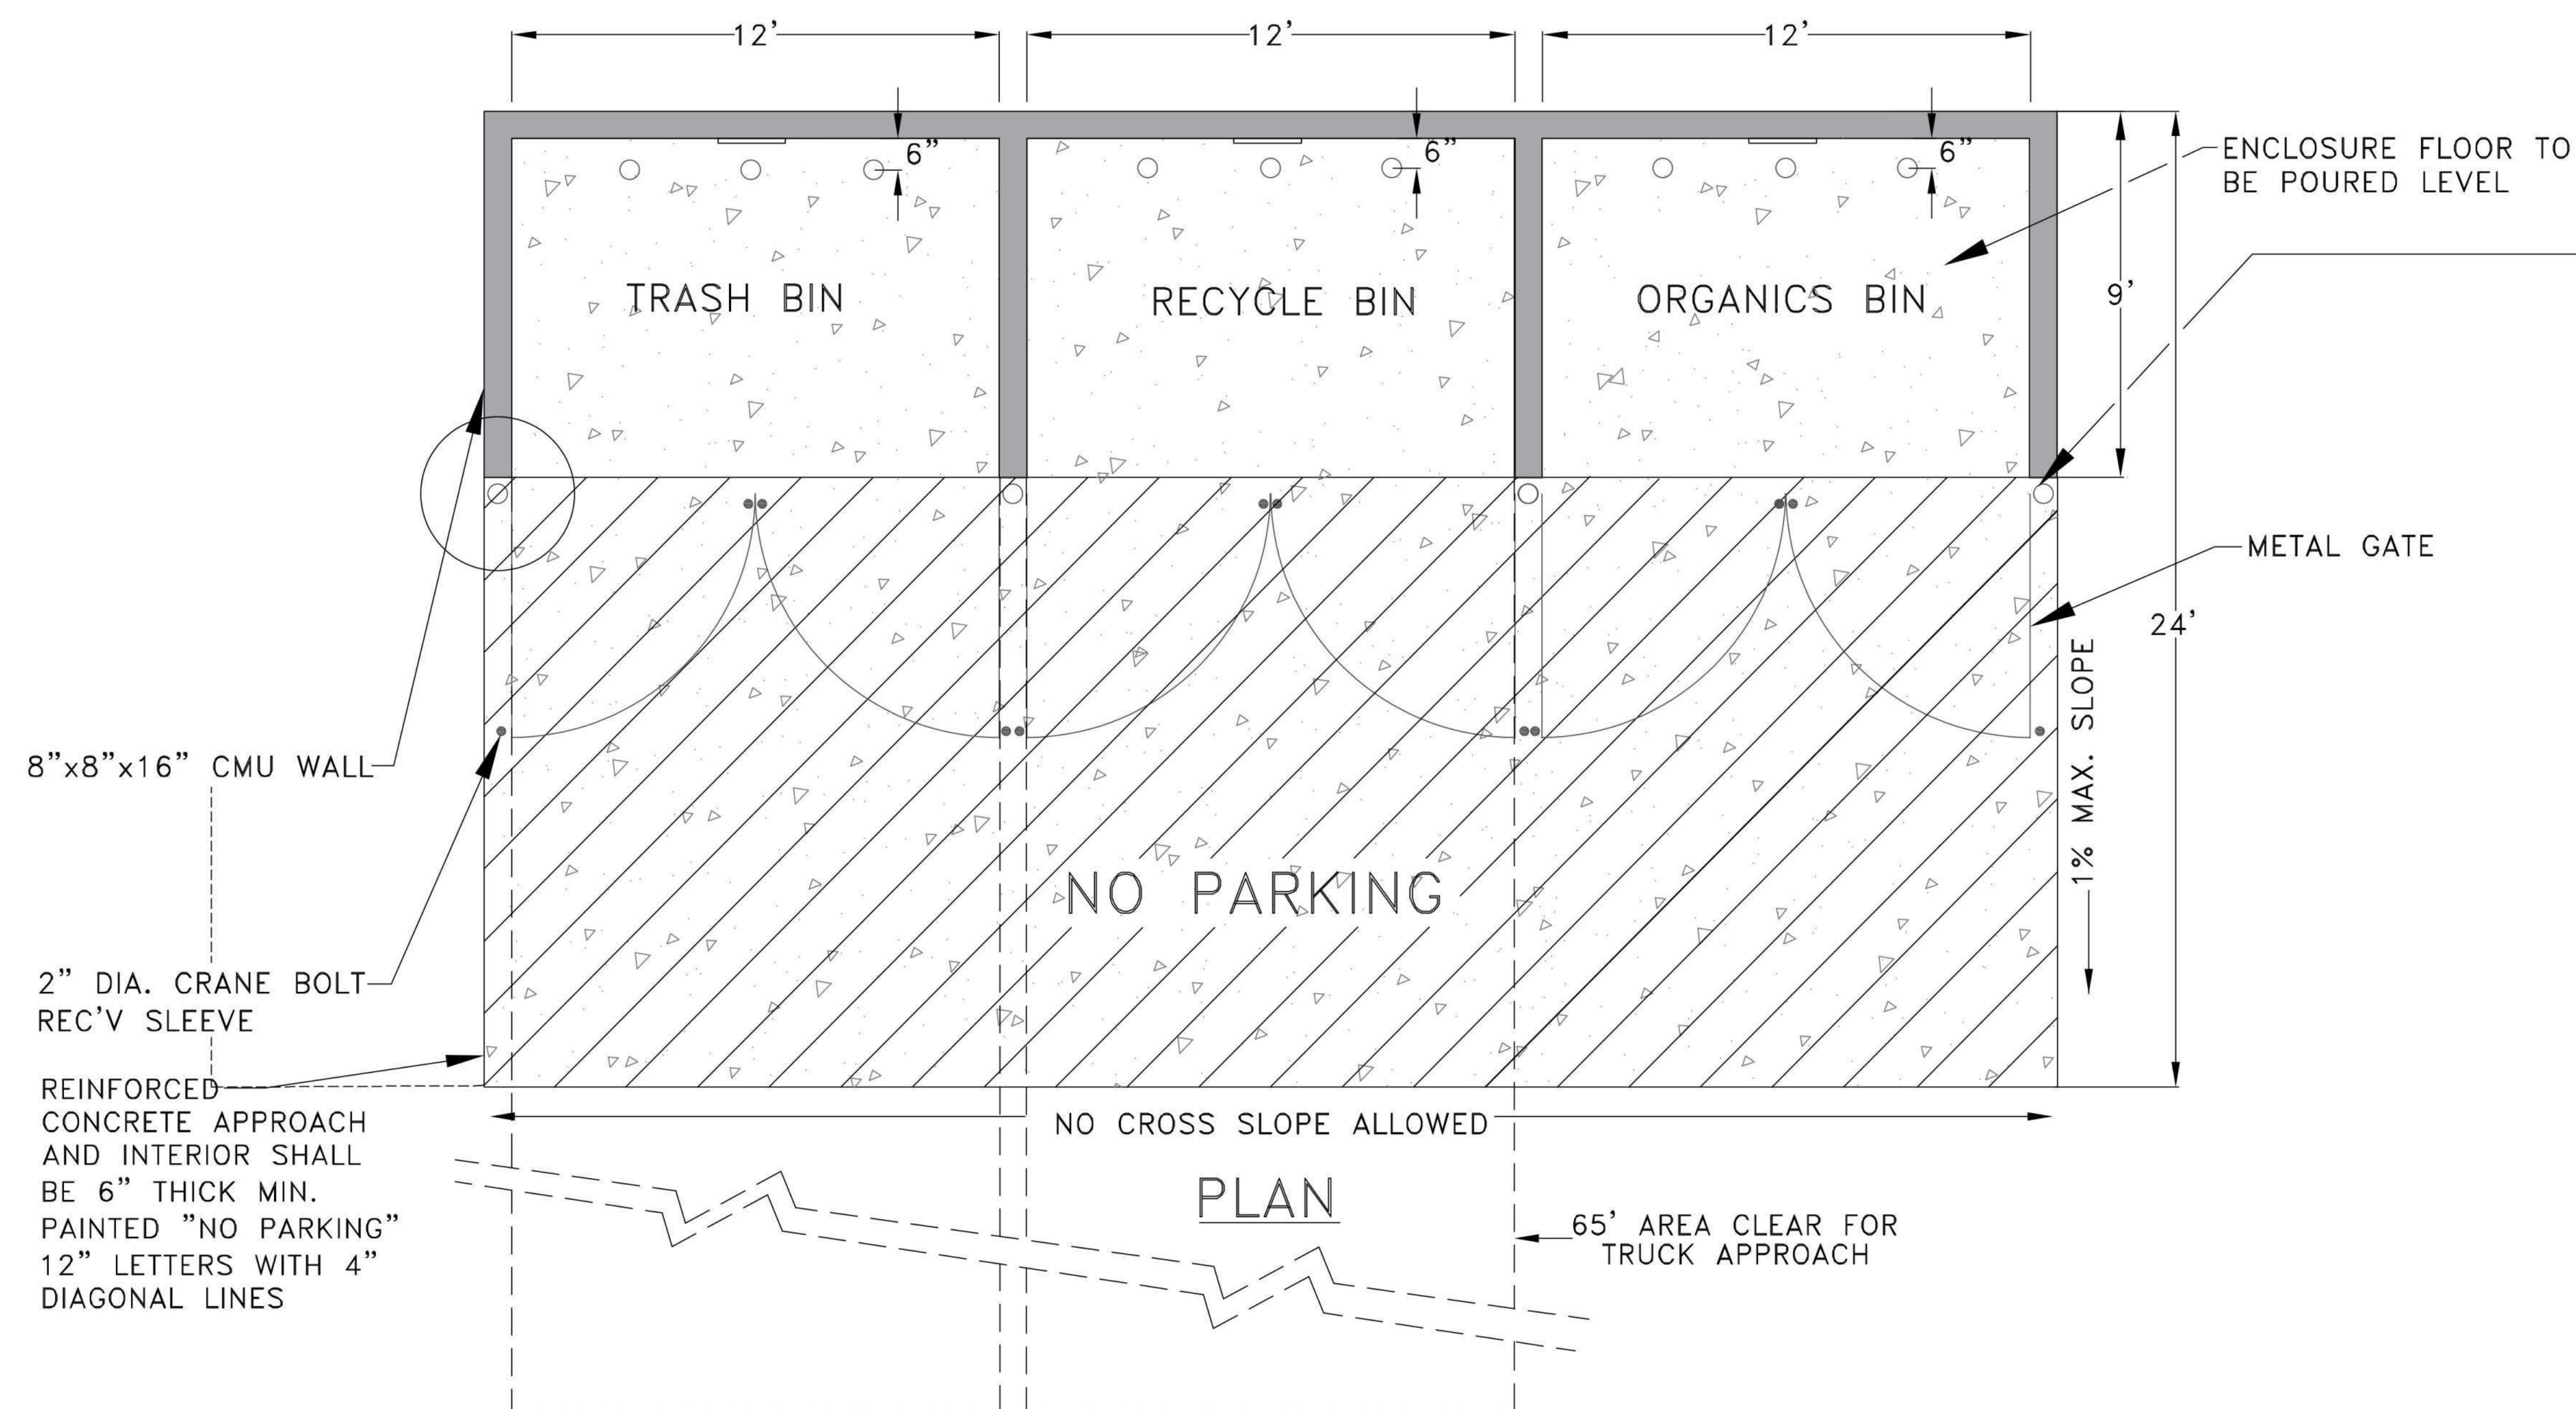 12’
12’
12’
6”
6”
6”
ENCLOSURE FLOOR TO
BE POURED LEVEL
TRASH BIN
RECYCLE BIN
ORGANICS BIN
9’
METAL GATE
24’
1% MAX. SLOPE
8”x8”x16” CMU WALL
NO PARKING
2” DIA. CRANE BOLT
REC’V SLEEVE
REINFORCED
CONCRETE APPROACH
AND INTERIOR SHALL
BE 6” THICK MIN.
PAINTED ”NO PARKING”
12” LETTERS WITH 4”
DIAGONAL LINES
NO CROSS SLOPE ALLOWED
PLAN
65’ AREA CLEAR FOR
TRUCK APPROACH